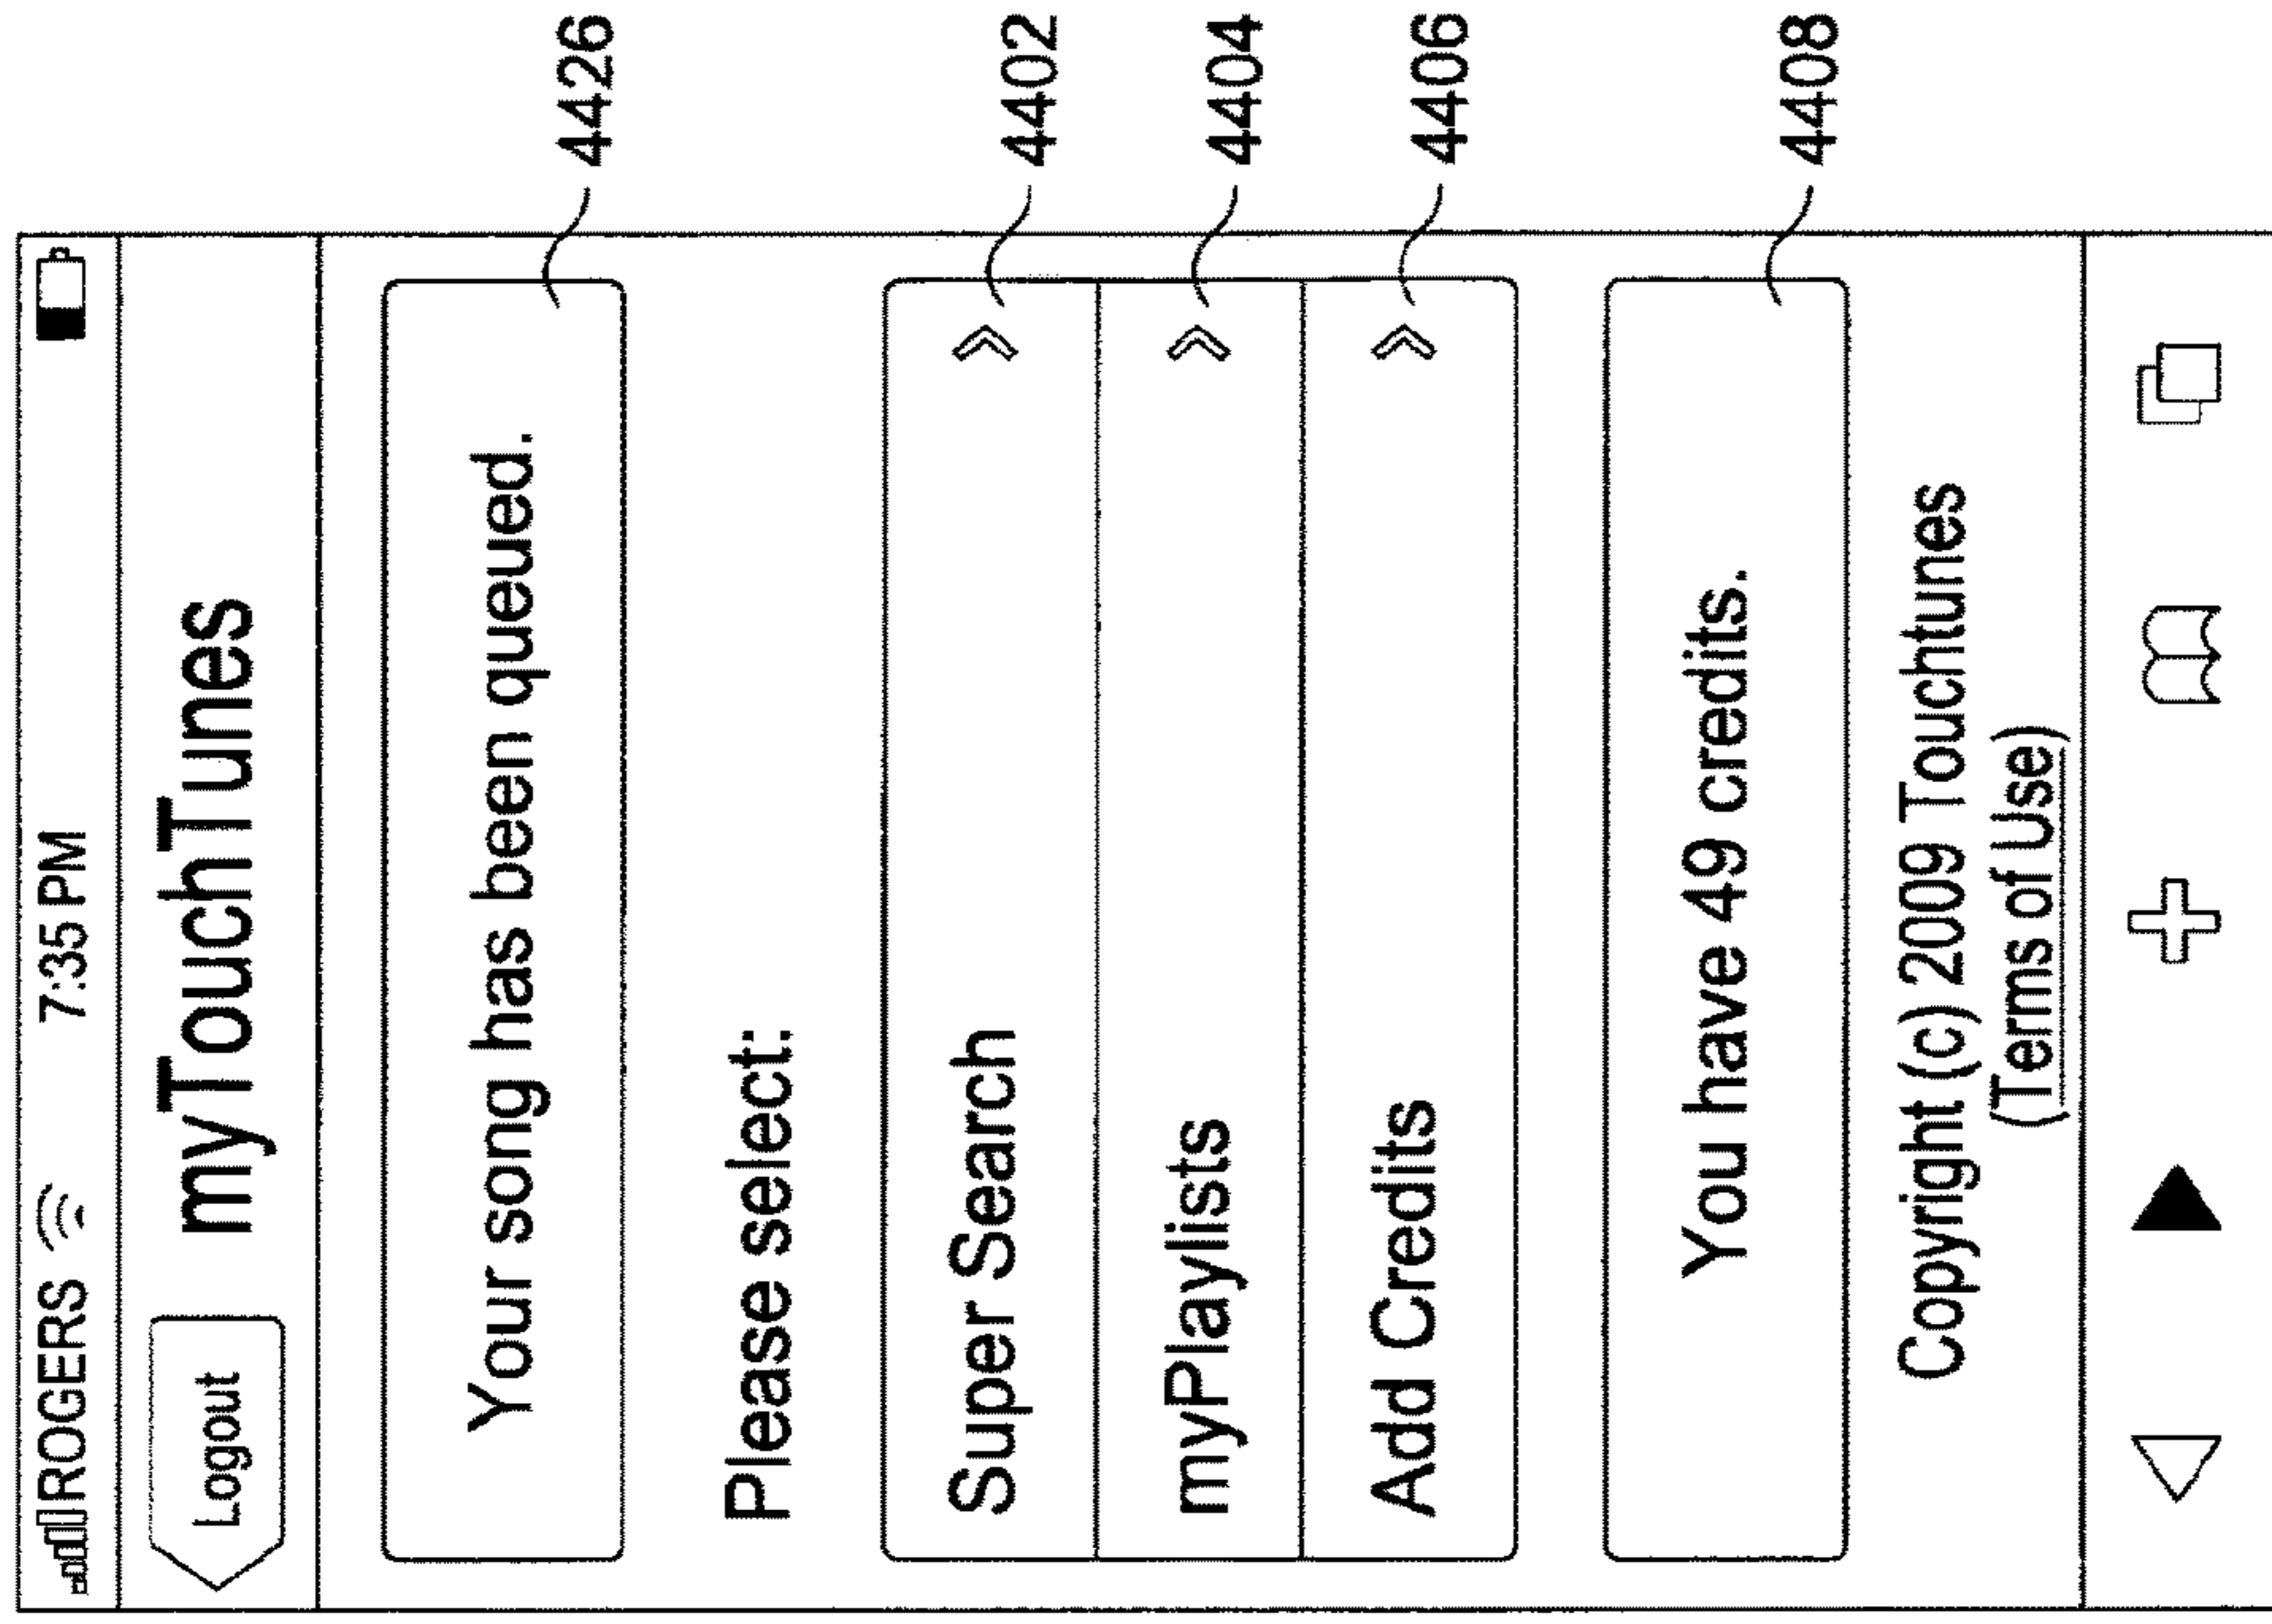 ROGERS 7:35 PM
Logout myTouchTunes
Your song has been queued.
4426
Please select:
Super Search
4402
myPlaylists
4404
Add Credits
4406
You have 49 credits.
4408
Copyright (c) 2009 Touchtunes
(Terms of Use)